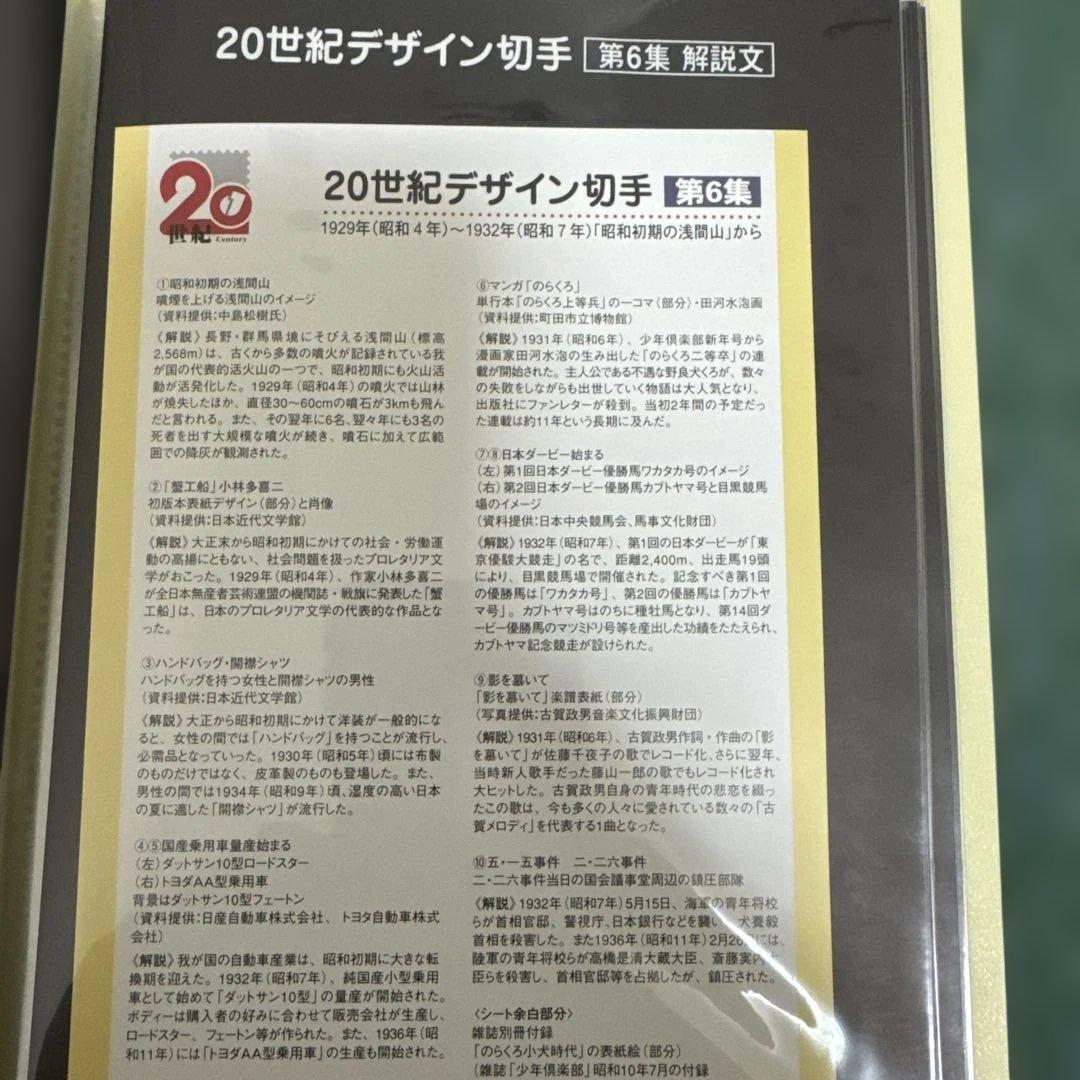 20世紀デザイン切手 第6集 解説文
20世紀 Century
20世紀デザイン切手 第6集
1929年(昭和4年)～1932年(昭和7年)「昭和初期の浅間山」から
①昭和初期の浅間山
噴煙を上げる浅間山のイメージ
(資料提供:中島松樹氏)
《解説》長野・群馬県境にそびえる浅間山(標高
2,568m)は、古くから多数の噴火が記録されている我
が国の代表的活火山の一つで、昭和初期にも火山活
動が活発化した。1929年(昭和4年)の噴火では山林
が焼失したほか、直径30～60cmの噴石が3kmも飛ん
だと言われる。また、その翌年に6名、翌々年にも3名の
死者を出す大規模な噴火が続き、噴石に加えて広範
囲での降灰が観測された。
②「蟹工船」小林多喜二
初版本表紙デザイン(部分)と肖像
(資料提供:日本近代文学館)
《解説》大正末から昭和初期にかけての社会・労働運
動の高揚にともない、社会問題を扱ったプロレタリア文
学がおこった。1929年(昭和4年)、作家小林多喜二
が全日本無産者芸術連盟の機関誌・戦旗に発表した「蟹
工船」は、日本のプロレタリア文学の代表的な作品とな
った。
③ハンドバッグ・開襟シャツ
ハンドバッグを持つ女性と開襟シャツの男性
(資料提供:日本近代文学館)
《解説》大正から昭和初期にかけて洋装が一般的にな
ると、女性の間では「ハンドバッグ」を持つことが流行し、
必需品となっていった。1930年(昭和5年)頃には布製
のものだけではなく、皮革製のものも登場した。また、
男性の間では1934年(昭和9年)頃、湿度の高い日本
の夏に適した「開襟シャツ」が流行した。
④⑤国産乗用車量産始まる
(左)ダットサン10型ロードスター
(右)トヨダAA型乗用車
背景はダットサン10型フェートン
(資料提供:日産自動車株式会社、トヨタ自動車株式
会社)
《解説》我が国の自動車産業は、昭和初期に大きな転
換期を迎えた。1932年(昭和7年)、純国産小型乗用
車として始めて「ダットサン10型」の量産が開始された。
ボディーは購入者の好みに合わせて販売会社が生産し、
ロードスター、フェートン等が作られた。また、1936年(昭
和11年)には「トヨダAA型乗用車」の生産も開始された。
⑥マンガ「のらくろ」
単行本「のらくろ上等兵」の一コマ(部分)・田河水泡画
(資料提供:町田市立博物館)
《解説》1931年(昭和6年)、少年倶楽部新年号から
漫画家田河水泡の生み出した「のらくろ二等卒」の連
載が開始された。主人公である不遇な野良犬くろが、数々
の失敗をしながらも出世していく物語は大人気となり、
出版社にファンレターが殺到。当初2年間の予定だっ
た連載は約11年という長期に及んだ。
⑦⑧日本ダービー始まる
(左)第1回日本ダービー優勝馬ワカタカ号のイメージ
(右)第2回日本ダービー優勝馬カブトヤマ号と目黒競馬
場のイメージ
(資料提供:日本中央競馬会、馬事文化財団)
《解説》1932年(昭和7年)、第1回の日本ダービーが「東
京優駿大競走」の名で、距離2,400m、出走馬19頭
により、目黒競馬場で開催された。記念すべき第1回
の優勝馬は「ワカタカ号」、第2回の優勝馬は「カブトヤ
マ号」。カブトヤマ号はのちに種牡馬となり、第14回ダ
ービー優勝馬のマツミドリ号等を産出した功績をたたえられ、
カブトヤマ記念競走が設けられた。
⑨影を慕いて
「影を慕いて」楽譜表紙(部分)
(写真提供:古賀政男音楽文化振興財団)
《解説》1931年(昭和6年)、古賀政男作詞・作曲の「影
を慕いて」が佐藤千夜子の歌でレコード化、さらに翌年、
当時新人歌手だった藤山一郎の歌でもレコード化され
大ヒットした。古賀政男自身の青年時代の悲恋を綴っ
たこの歌は、今も多くの人々に愛されている数々の「古
賀メロディ」を代表する1曲となった。
⑩五・一五事件 二・二六事件
二・二六事件当日の国会議事堂周辺の鎮圧部隊
《解説》1932年(昭和7年)5月15日、海軍の青年将校
らが首相官邸、警視庁、日本銀行などを襲い、犬養毅
首相を殺害した。また1936年(昭和11年)2月26日には、
陸軍の青年将校らが高橋是清大蔵大臣、斎藤実内大
臣らを殺害し、首相官邸等を占拠したが、鎮圧された。
〈シート余白部分〉
雑誌別冊付録
「のらくろ小犬時代」の表紙絵(部分)
(雑誌「少年倶楽部」昭和10年7月の付録